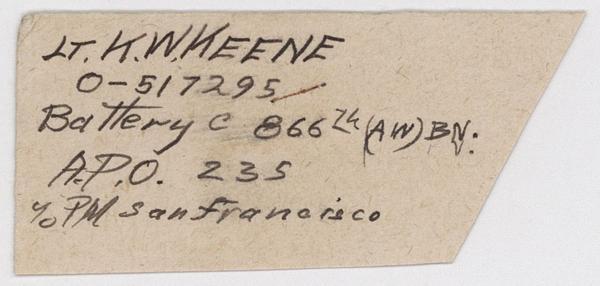 LT. K.W. KEENE
O-517295
Battery C 866th (AW) BN.
A.P.O. 235
℅ PM San Francisco